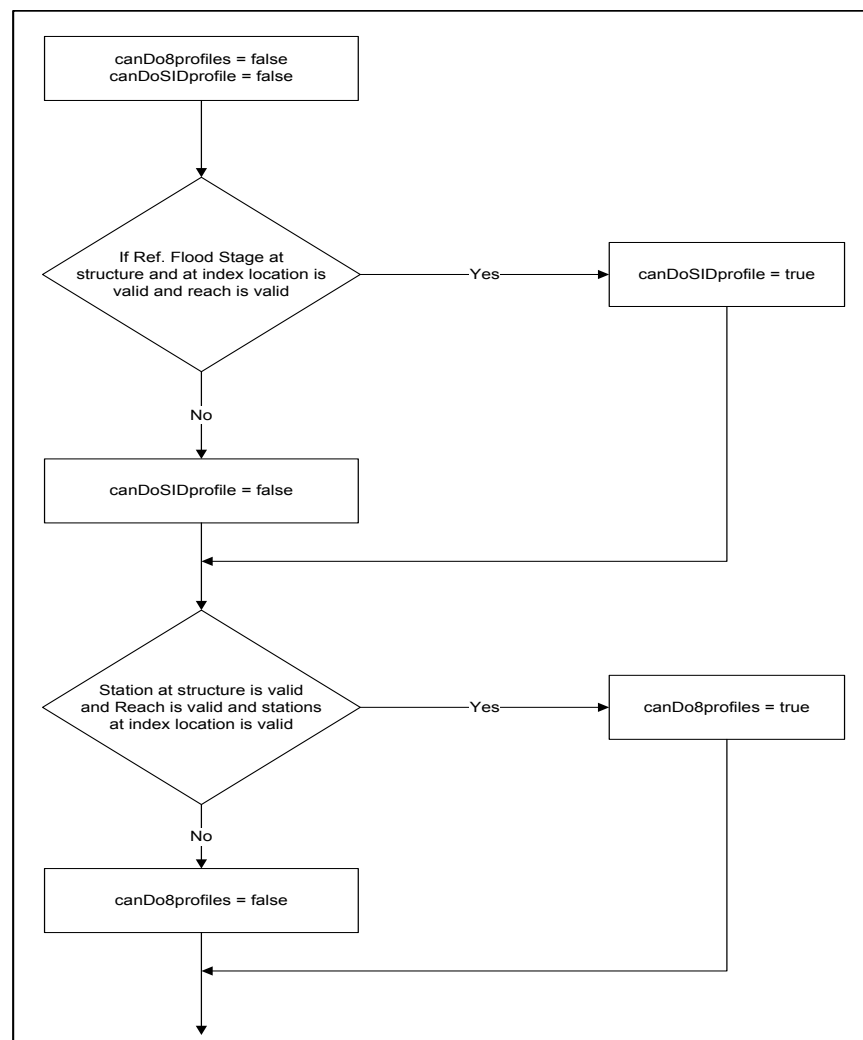 canDo8profiles = false
canDoSIDprofile = false
If Ref. Flood Stage at
structure and at index location is
valid and reach is valid
Yes
canDoSIDprofile = true
No
canDoSIDprofile = false
Station at structure is valid
and Reach is valid and stations
at index location is valid
Yes
canDo8profiles = true
No
canDo8profiles = false